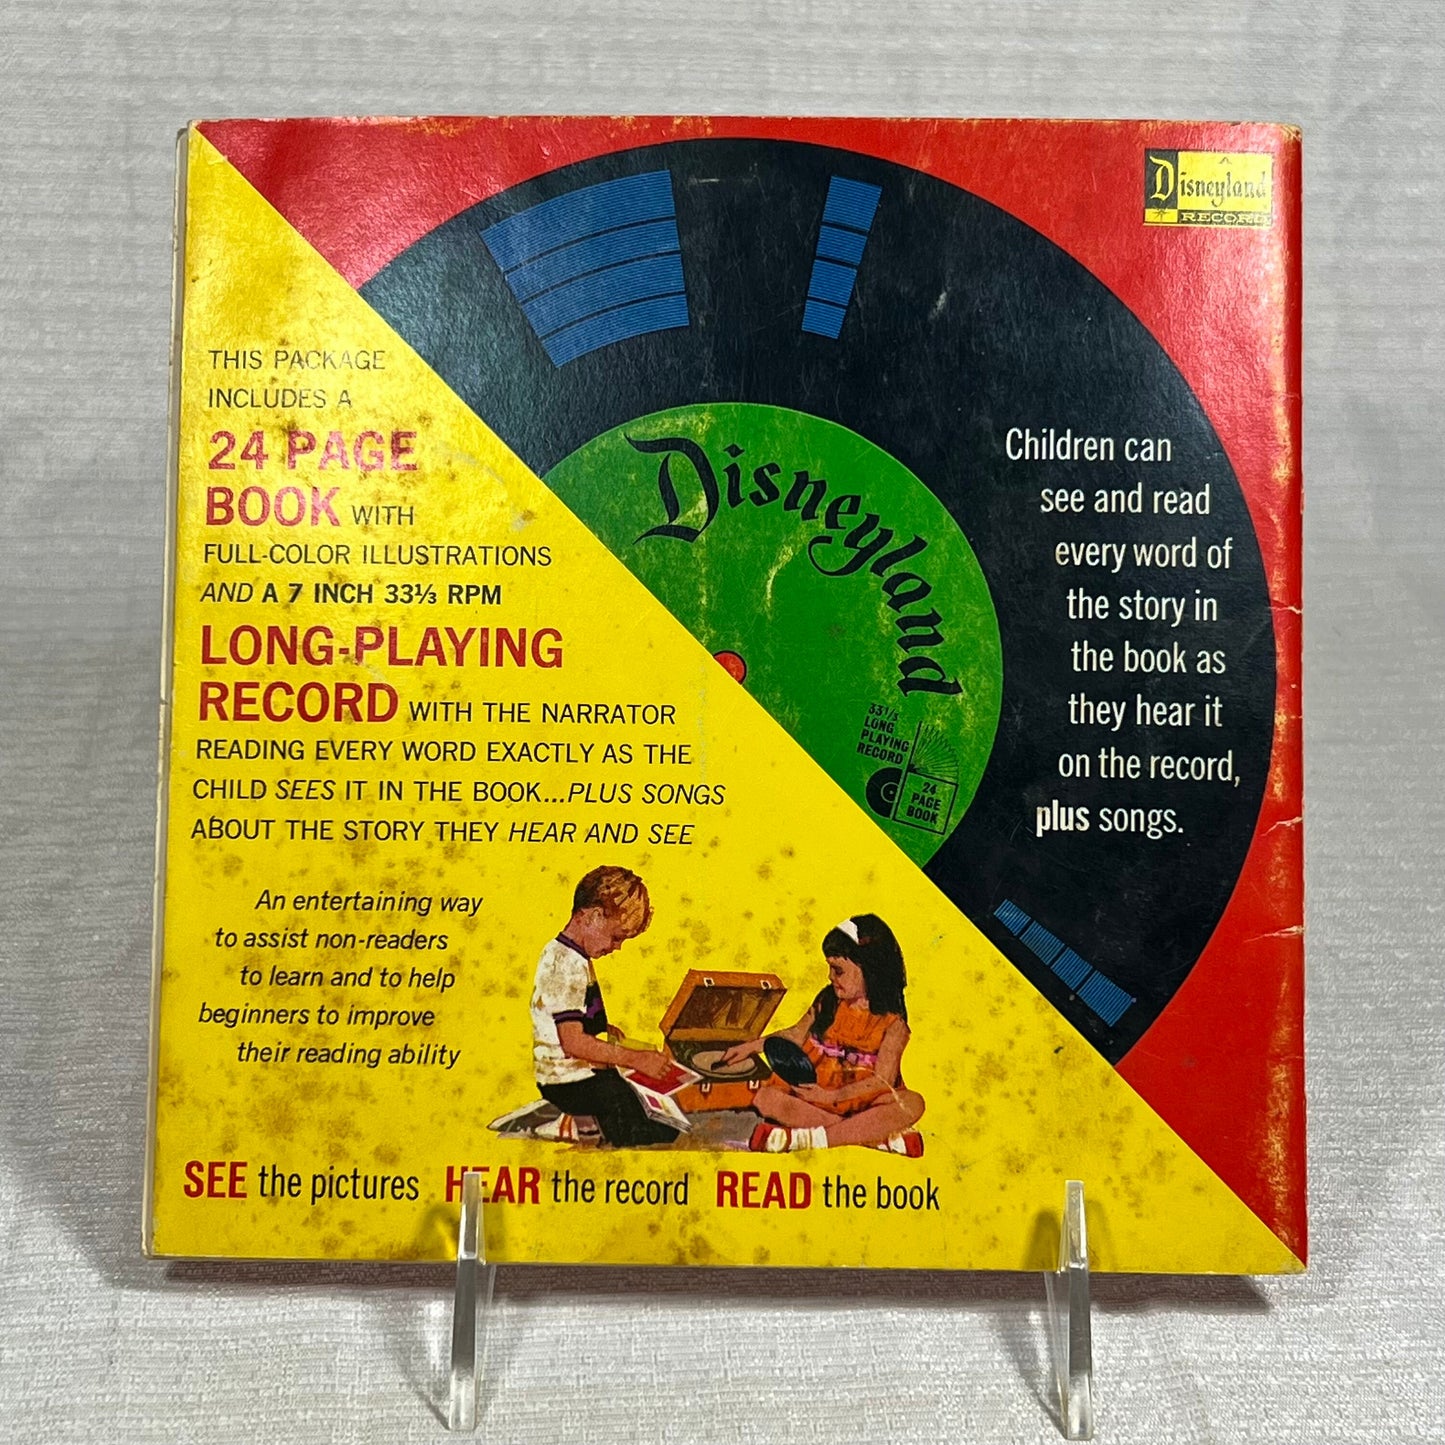 Disneyland
RECORD
THIS PACKAGE
INCLUDES A
24 PAGE
BOOK WITH
FULL-COLOR ILLUSTRATIONS
AND A 7 INCH 33⅓ RPM
LONG-PLAYING
RECORD WITH THE NARRATOR
READING EVERY WORD EXACTLY AS THE
CHILD SEES IT IN THE BOOK...PLUS SONGS
ABOUT THE STORY THEY HEAR AND SEE
An entertaining way
to assist non-readers
to learn and to help
beginners to improve
their reading ability
Disneyland
33⅓
LONG
PLAYING
RECORD
24
PAGE
BOOK
Children can
see and read
every word of
the story in
the book as
they hear it
on the record,
plus songs.
SEE the pictures HEAR the record READ the book